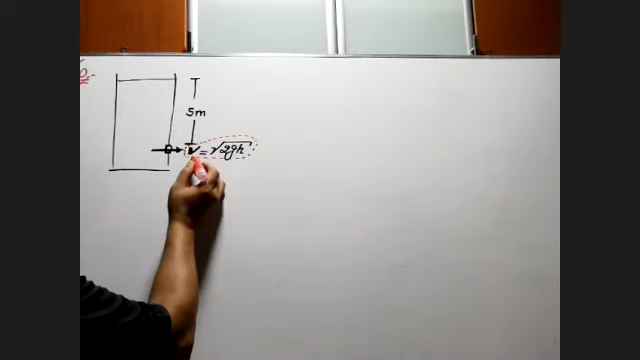 5m
V = √2gh